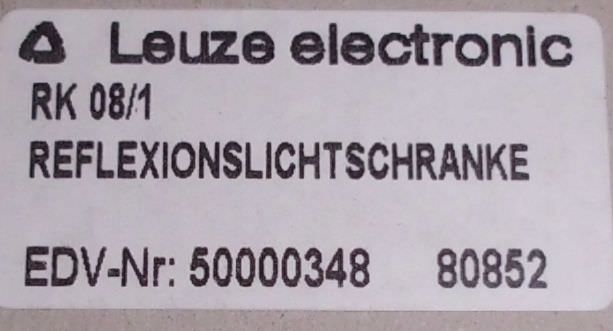 Leuze electronic
RK 08/1
REFLEXIONSLICHTSCHRANKE
EDV-Nr: 50000348 80852